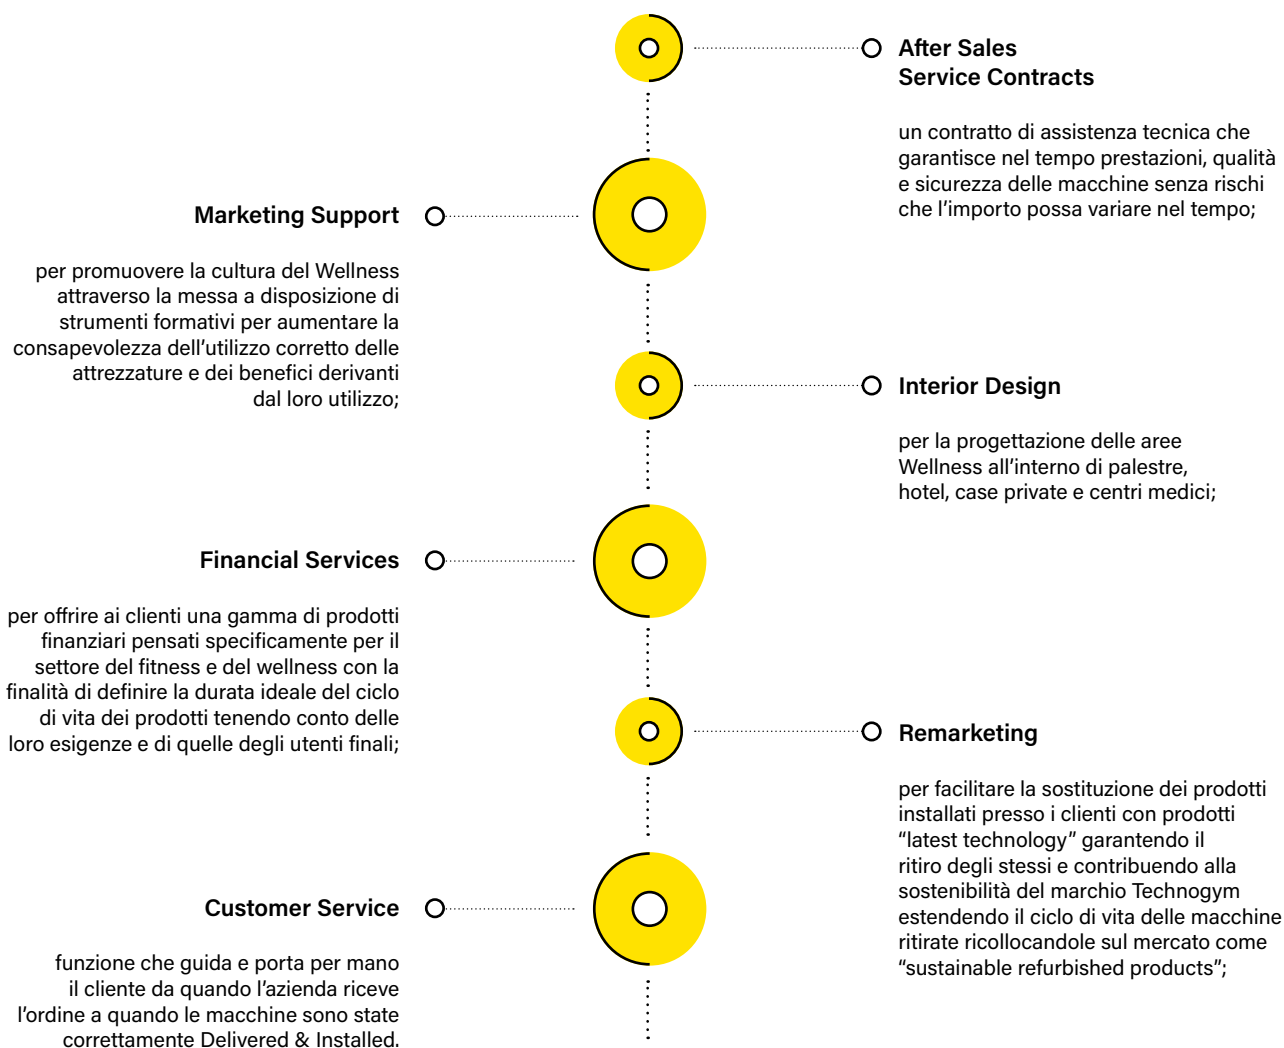 After Sales
Service Contracts
un contratto di assistenza tecnica che
garantisce nel tempo prestazioni, qualità
e sicurezza delle macchine senza rischi
che l'importo possa variare nel tempo;
Marketing Support
per promuovere la cultura del Wellness
attraverso la messa a disposizione di
strumenti formativi per aumentare la
consapevolezza dell'utilizzo corretto delle
attrezzature e dei benefici derivanti
dal loro utilizzo;
Interior Design
per la progettazione delle aree
Wellness all'interno di palestre,
hotel, case private e centri medici;
Financial Services
per offrire ai clienti una gamma di prodotti
finanziari pensati specificamente per il
settore del fitness e del wellness con la
finalità di definire la durata ideale del ciclo
di vita dei prodotti tenendo conto delle
loro esigenze e di quelle degli utenti finali;
Remarketing
per facilitare la sostituzione dei prodotti
installati presso i clienti con prodotti
“latest technology” garantendo il
ritiro degli stessi e contribuendo alla
sostenibilità del marchio Technogym
estendendo il ciclo di vita delle macchine
ritirate ricollocandole sul mercato come
“sustainable refurbished products”;
Customer Service
funzione che guida e porta per mano
il cliente da quando l'azienda riceve
l'ordine a quando le macchine sono state
correttamente Delivered & Installed.